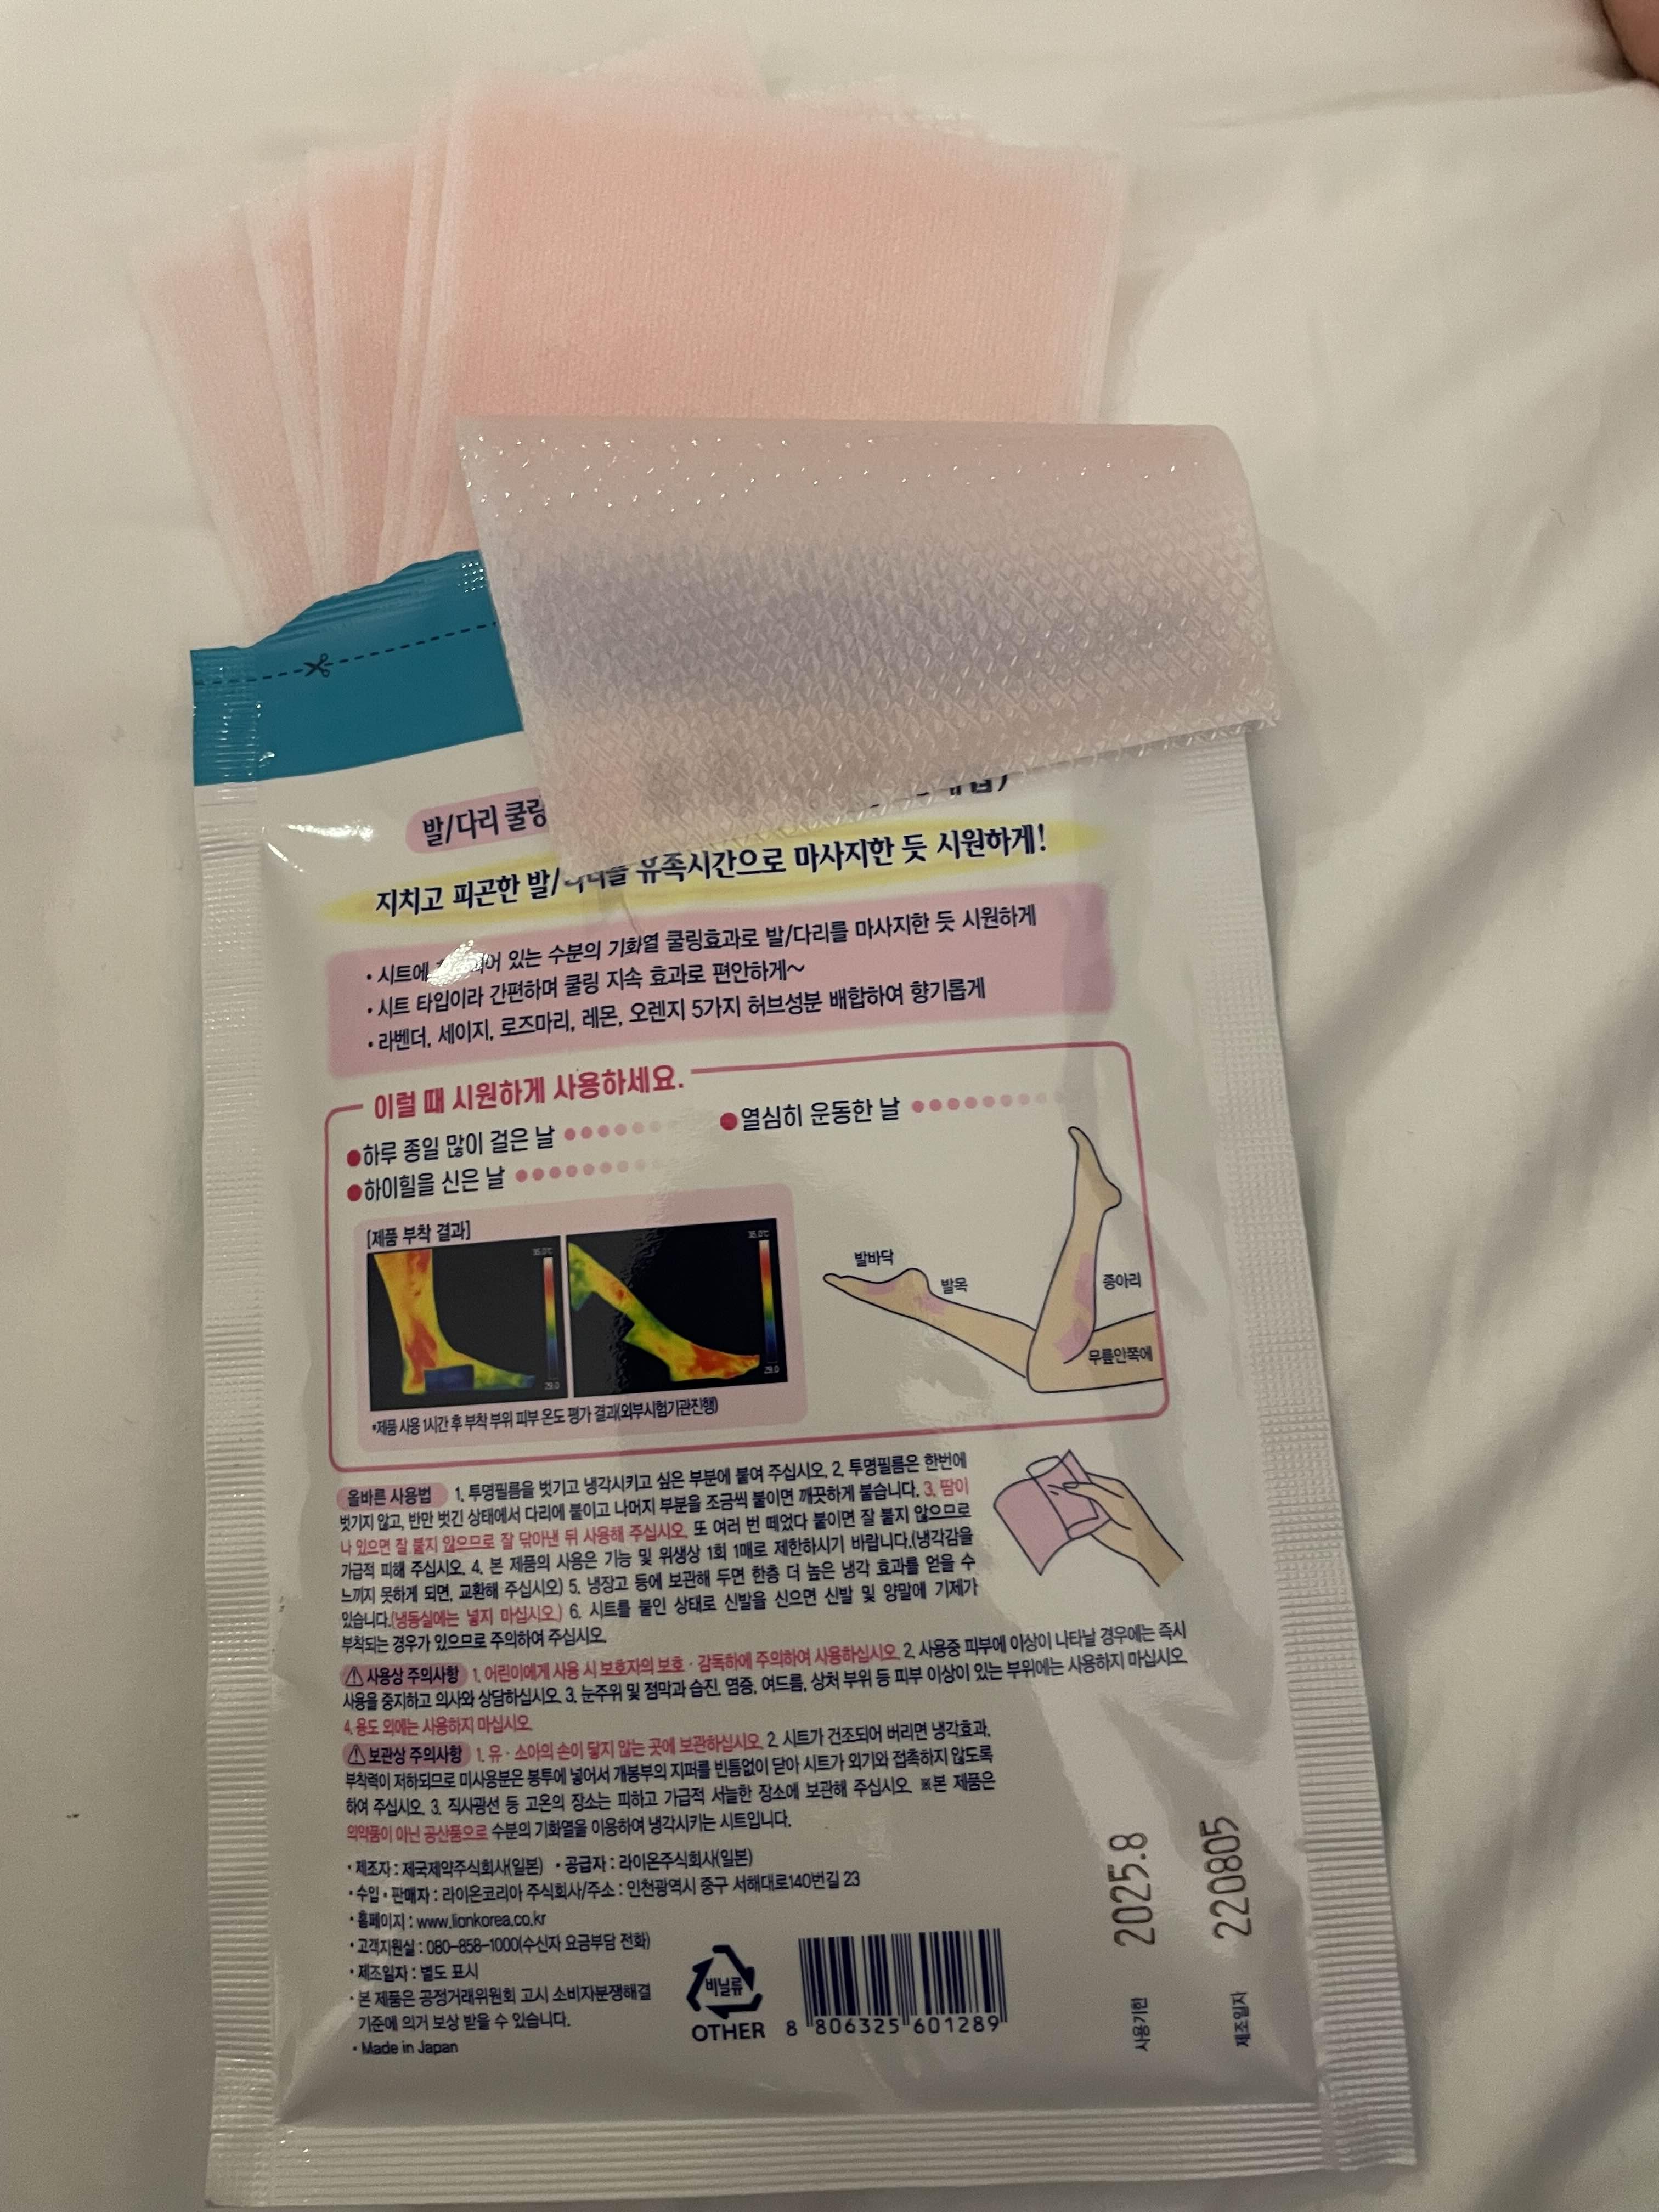 발/다리 쿨링
지치고 피곤한 발/다리를 유족시간으로 마사지한 듯 시원하게!
• 시트에 있는 수분의 기화열 쿨링효과로 발/다리를 마사지한 듯 시원하게
• 시트 타입이라 간편하며 쿨링 지속 효과로 편안하게~
• 라벤더, 세이지, 로즈마리, 레몬, 오렌지 5가지 허브성분 배합하여 향기롭게
이럴 때 시원하게 사용하세요.
●하루 종일 많이 걸은 날
●열심히 운동한 날
●하이힐을 신은 날
[제품 부착 결과]
35.0℃
29.0
35.0℃
29.0
*제품 사용 1시간 후 부착 부위 피부 온도 평가 결과(외부시험기관진행)
발바닥
발목
종아리
무릎안쪽에
올바른 사용법 1. 투명필름을 벗기고 냉각시키고 싶은 부분에 붙여 주십시오. 2. 투명필름은 한번에
벗기지 않고, 반만 벗긴 상태에서 다리에 붙이고 나머지 부분을 조금씩 붙이면 깨끗하게 붙습니다. 3. 땀이
나 있으면 잘 붙지 않으므로 잘 닦아낸 뒤 사용해 주십시오. 또 여러 번 떼었다 붙이면 잘 붙지 않으므로
가급적 피해 주십시오. 4. 본 제품의 사용은 기능 및 위생상 1회 1매로 제한하시기 바랍니다.(냉각감을
느끼지 못하게 되면, 교환해 주십시오) 5. 냉장고 등에 보관해 두면 한층 더 높은 냉각 효과를 얻을 수
있습니다.(냉동실에는 넣지 마십시오.) 6. 시트를 붙인 상태로 신발을 신으면 신발 및 양말에 기제가
부착되는 경우가 있으므로 주의하여 주십시오.
⚠ 사용상 주의사항 1. 어린이에게 사용 시 보호자의 보호 · 감독하에 주의하여 사용하십시오. 2. 사용중 피부에 이상이 나타날 경우에는 즉시
사용을 중지하고 의사와 상담하십시오. 3. 눈주위 및 점막과 습진, 염증, 여드름, 상처 부위 등 피부 이상이 있는 부위에는 사용하지 마십시오.
4. 용도 외에는 사용하지 마십시오.
⚠ 보관상 주의사항 1. 유 · 소아의 손이 닿지 않는 곳에 보관하십시오. 2. 시트가 건조되어 버리면 냉각효과,
부착력이 저하되므로 미사용분은 봉투에 넣어서 개봉부의 지퍼를 빈틈없이 닫아 시트가 외기와 접촉하지 않도록
하여 주십시오. 3. 직사광선 등 고온의 장소는 피하고 가급적 서늘한 장소에 보관해 주십시오. ※본 제품은
의약품이 아닌 공산품으로 수분의 기화열을 이용하여 냉각시키는 시트입니다.
• 제조자 : 제국제약주식회사(일본) • 공급자 : 라이온주식회사(일본)
• 수입 • 판매자 : 라이온코리아 주식회사/주소 : 인천광역시 중구 서해대로140번길 23
• 홈페이지 : www.lionkorea.co.kr
• 고객지원실 : 080-858-1000(수신자 요금부담 전화)
• 제조일자 : 별도 표시
• 본 제품은 공정거래위원회 고시 소비자분쟁해결
기준에 의거 보상 받을 수 있습니다.
• Made in Japan
비닐류
OTHER
8 806325 601289
사용기한 2025.8
제조일자 220805